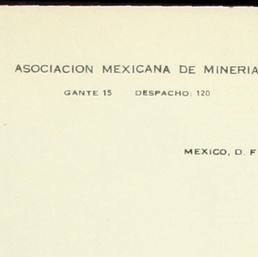 ASOCIACION MEXICANA DE MINERIA
GANTE 15 DESPACHO: 120
MEXICO, D. F